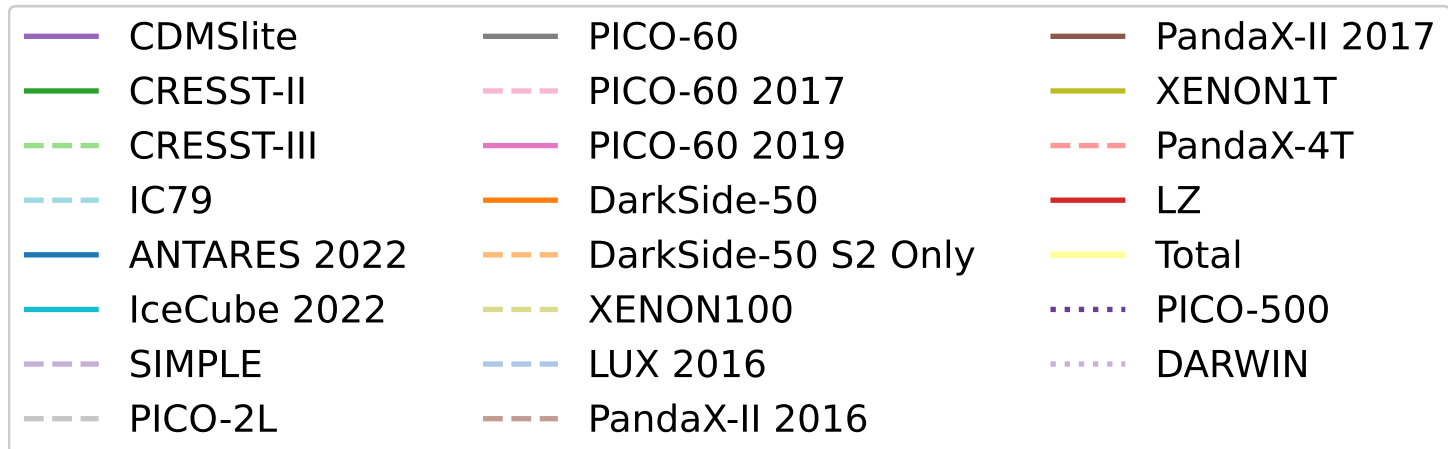 CDMSlite
CRESST-II
CRESST-III
IC79
ANTARES 2022
IceCube 2022
SIMPLE
PICO-2L
PICO-60
PICO-60 2017
PICO-60 2019
DarkSide-50
DarkSide-50 S2 Only
XENON100
LUX 2016
PandaX-II 2016
PandaX-II 2017
XENON1T
PandaX-4T
LZ
Total
PICO-500
DARWIN